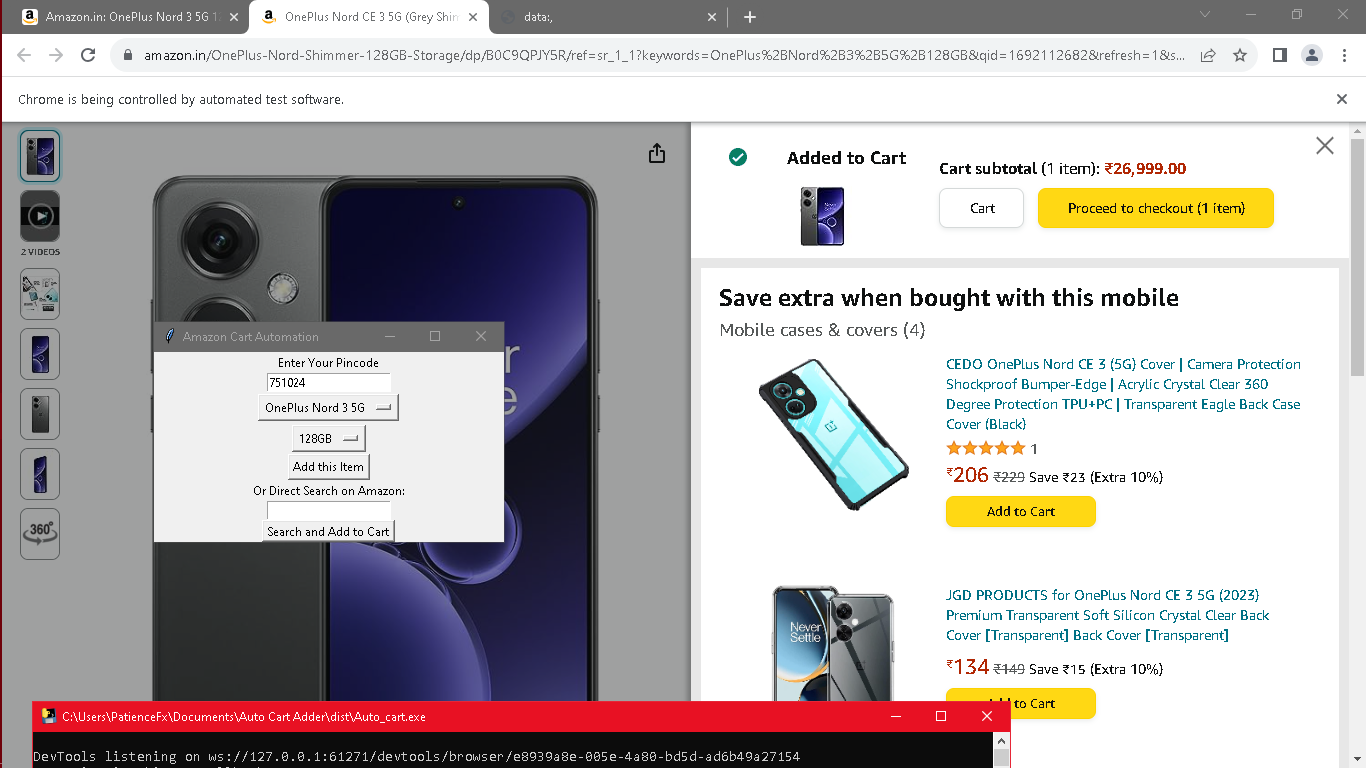 Amazon.in: OnePlus Nord 3 5G 1
OnePlus Nord CE 3 5G (Grey Shim
data:,
amazon.in/OnePlus-Nord-Shimmer-128GB-Storage/dp/B0C9QPJY5R/ref=sr_1_1?keywords=OnePlus%2BNord%2B3%2B5G%2B128GB&qid=1692112682&refresh=1&s...
Chrome is being controlled by automated test software.
2 VIDEOS
360°
Added to Cart
Cart subtotal (1 item): ₹26,999.00
Cart
Proceed to checkout (1 item)
Save extra when bought with this mobile
Mobile cases & covers (4)
CEDO OnePlus Nord CE 3 (5G) Cover | Camera Protection
Shockproof Bumper-Edge | Acrylic Crystal Clear 360
Degree Protection TPU+PC | Transparent Eagle Back Case
Cover (Black)
1
₹206 ₹229 Save ₹23 (Extra 10%)
Add to Cart
Never
Settle
JGD PRODUCTS for OnePlus Nord CE 3 5G (2023)
Premium Transparent Soft Silicon Crystal Clear Back
Cover [Transparent] Back Cover [Transparent]
₹134 ₹149 Save ₹15 (Extra 10%)
to Cart
Amazon Cart Automation
Enter Your Pincode
751024
OnePlus Nord 3 5G
128GB
Add this Item
Or Direct Search on Amazon:
Search and Add to Cart
C:\Users\PatienceFx\Documents\Auto Cart Adder\dist\Auto_cart.exe
DevTools listening on ws://127.0.0.1:61271/devtools/browser/e8939a8e-005e-4a80-bd5d-ad6b49a27154